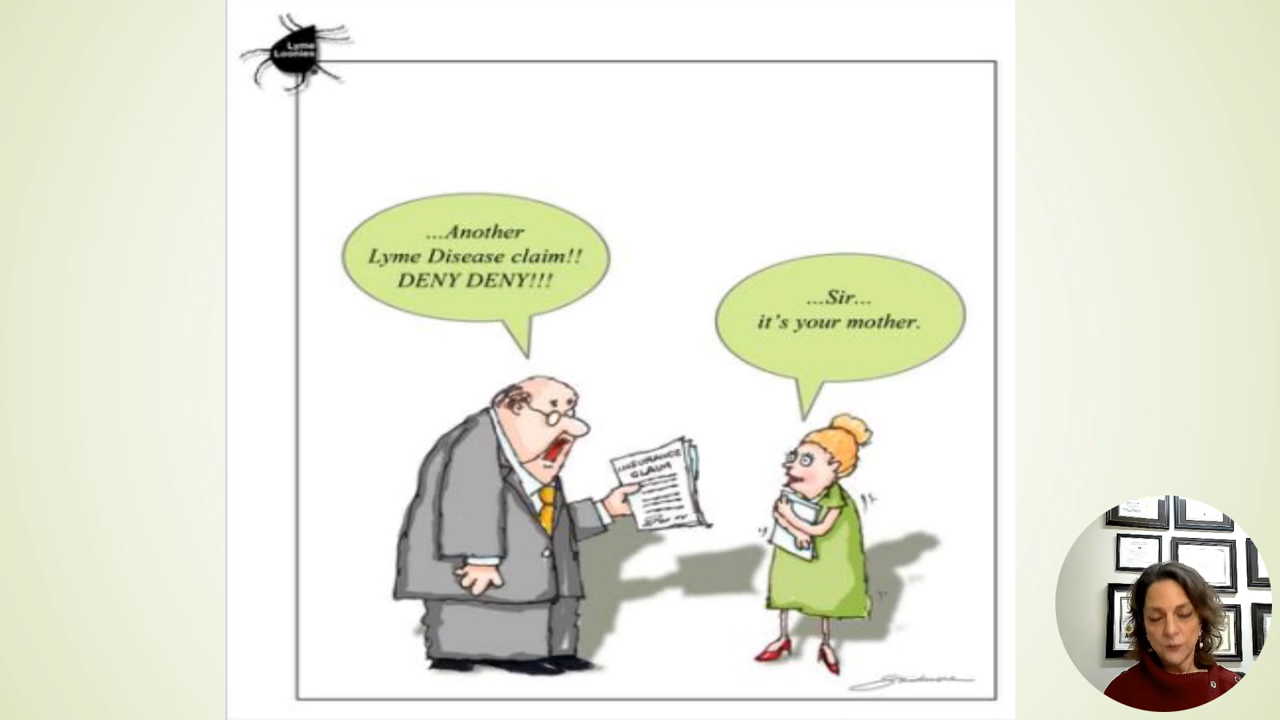 Lyme
Loonies
...Another
Lyme Disease claim!!
DENY DENY!!!
...Sir...
it's your mother.
INSURANCE
CLAIM